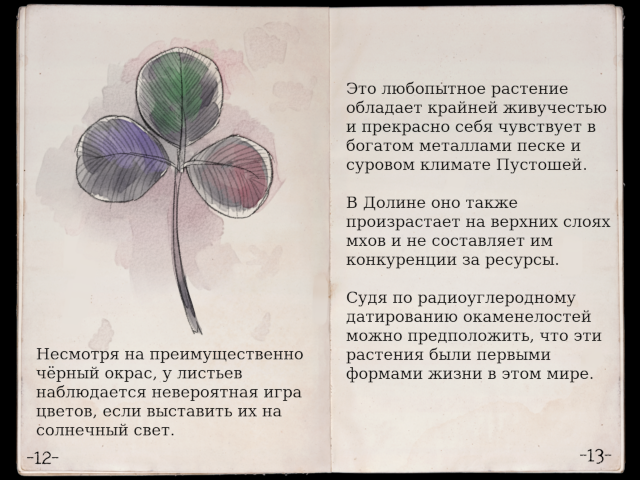 Несмотря на преимущественно
чёрный окрас, у листьев
наблюдается невероятная игра
цветов, если выставить их на
солнечный свет.
-12-
Это любопытное растение
обладает крайней живучестью
и прекрасно себя чувствует в
богатом металлами песке и
суровом климате Пустошей.
В Долине оно также
произрастает на верхних слоях
мхов и не составляет им
конкуренции за ресурсы.
Судя по радиоуглеродному
датированию окаменелостей
можно предположить, что эти
растения были первыми
формами жизни в этом мире.
-13-